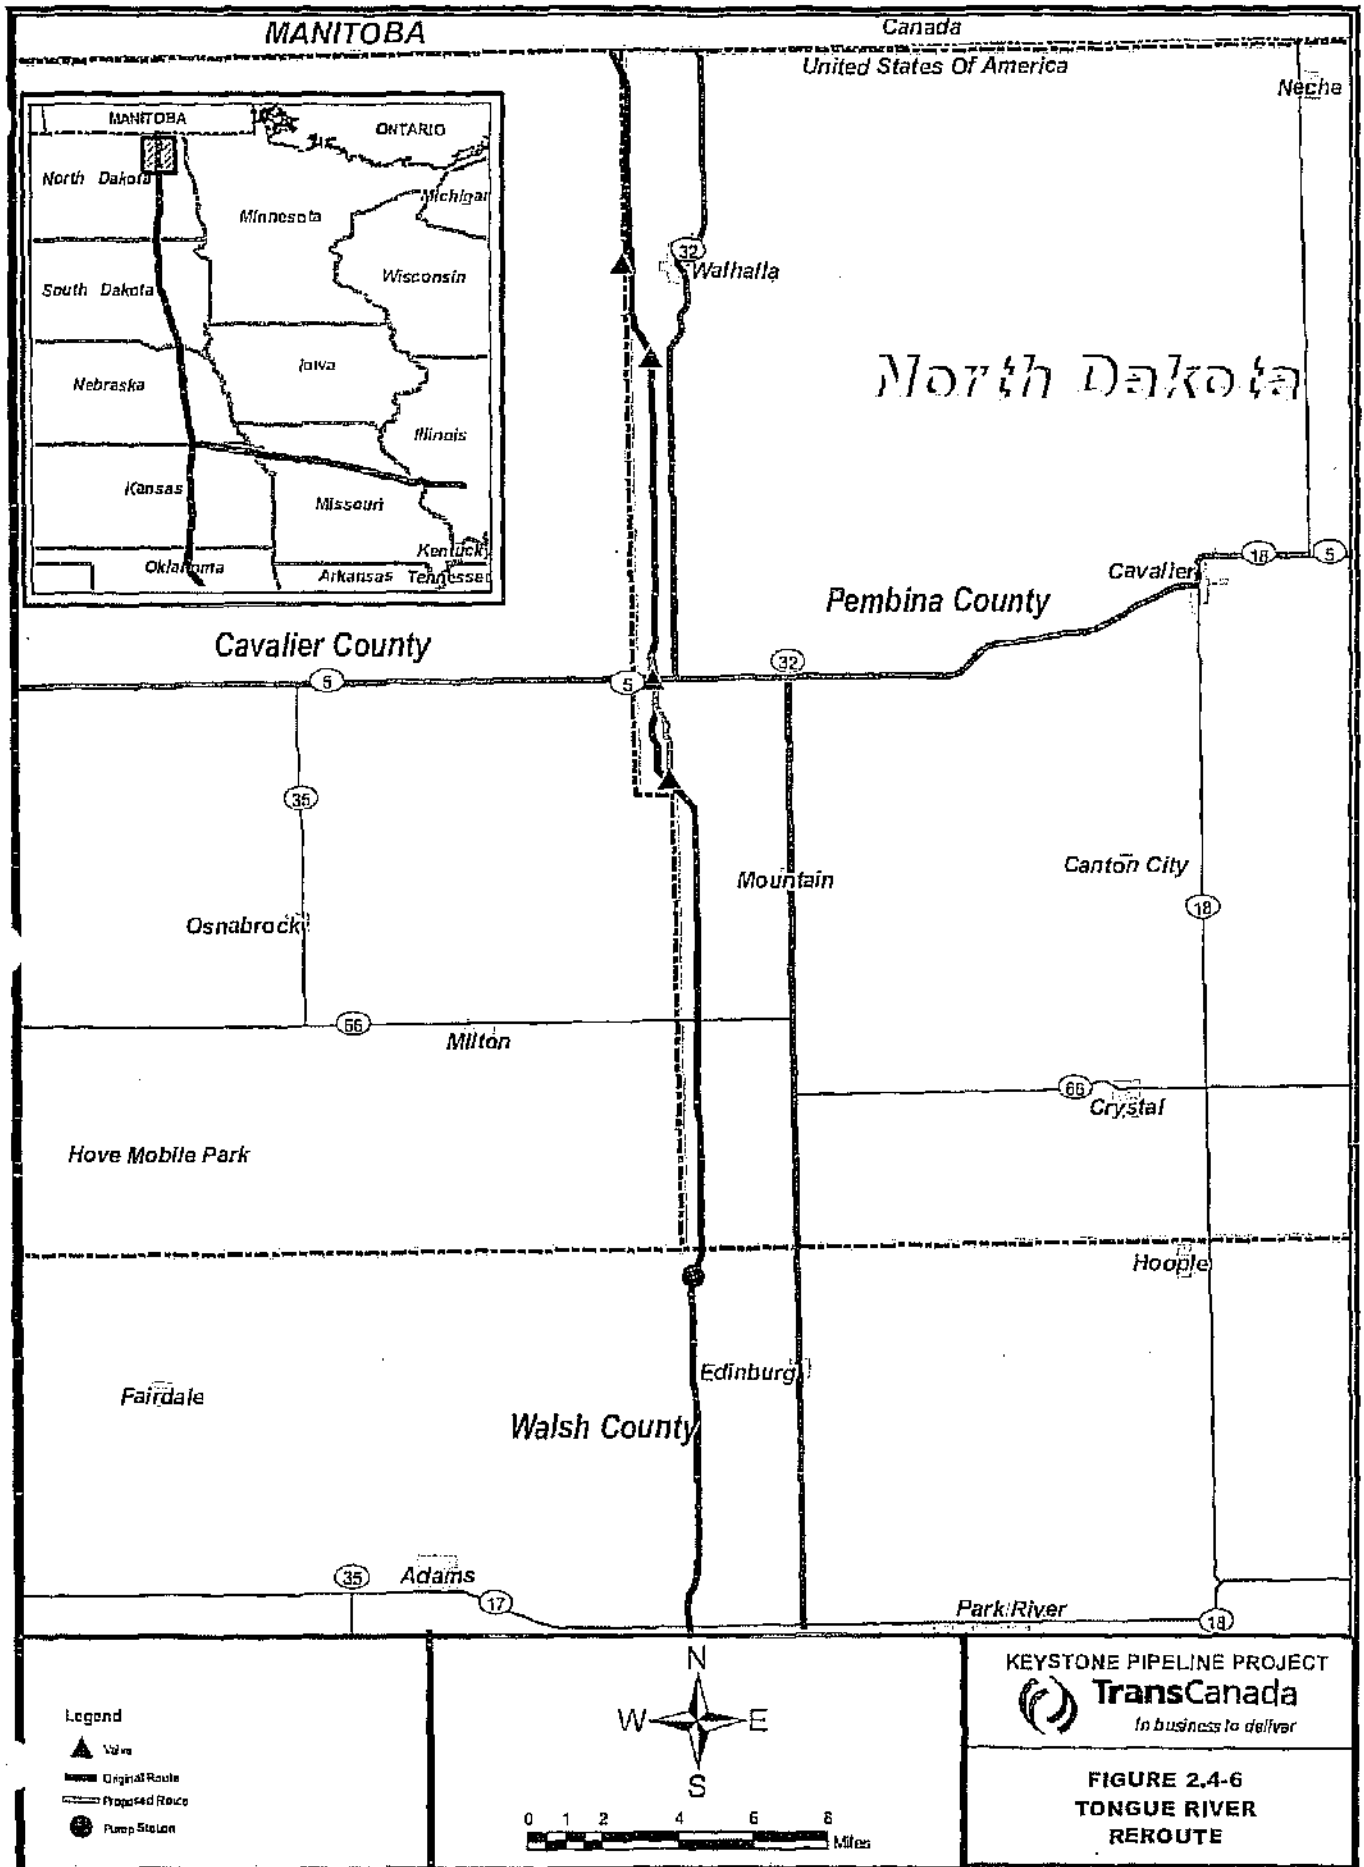 MANITOBA
Canada
United States Of America
Neche
MANITOBA
ONTARIO
North Dakota
Michigan
Minnesota
Wisconsin
South Dakota
Iowa
Nebraska
Illinois
Kansas
Missouri
Kentuck
Oklahoma
Arkansas
Tennessee
32
Walhalla
North Dakota
18
5
Cavalier
Pembina County
Cavalier County
5
5
32
35
Mountain
Canton City
18
Osnabrock
66
Milton
66
Crystal
Hove Mobile Park
Hoople
Edinburg
Fairdale
Walsh County
35
Adams
17
Park River
18
Legend
Valve
Original Route
Proposed Route
Pump Station
N
W
E
S
0 1 2 4 6 8
Miles
KEYSTONE PIPELINE PROJECT
TransCanada
In business to deliver
FIGURE 2.4-6
TONGUE RIVER
REROUTE